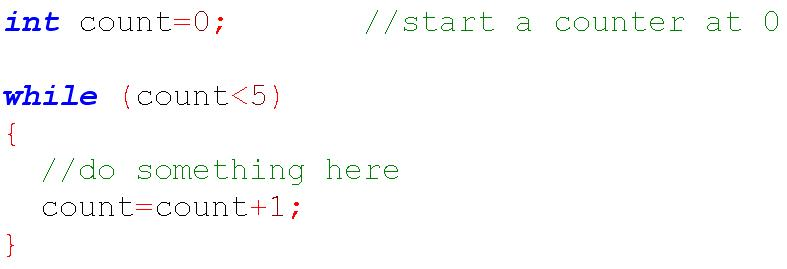 int count=0;       //start a counter at 0
while (count<5)
{
  //do something here
  count=count+1;
}